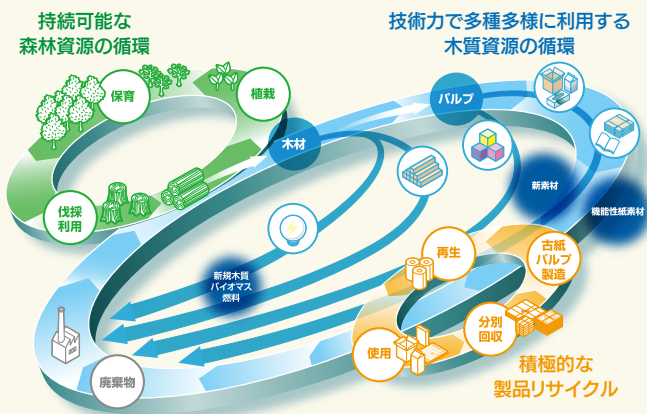 持続可能な
森林資源の循環
技術力で多種多様に利用する
木質資源の循環
保育
植栽
パルプ
木材
伐採
利用
新素材
機能性紙素材
新規木質
バイオマス
燃料
再生
古紙
パルプ
製造
分別
回収
使用
廃棄物
積極的な
製品リサイクル